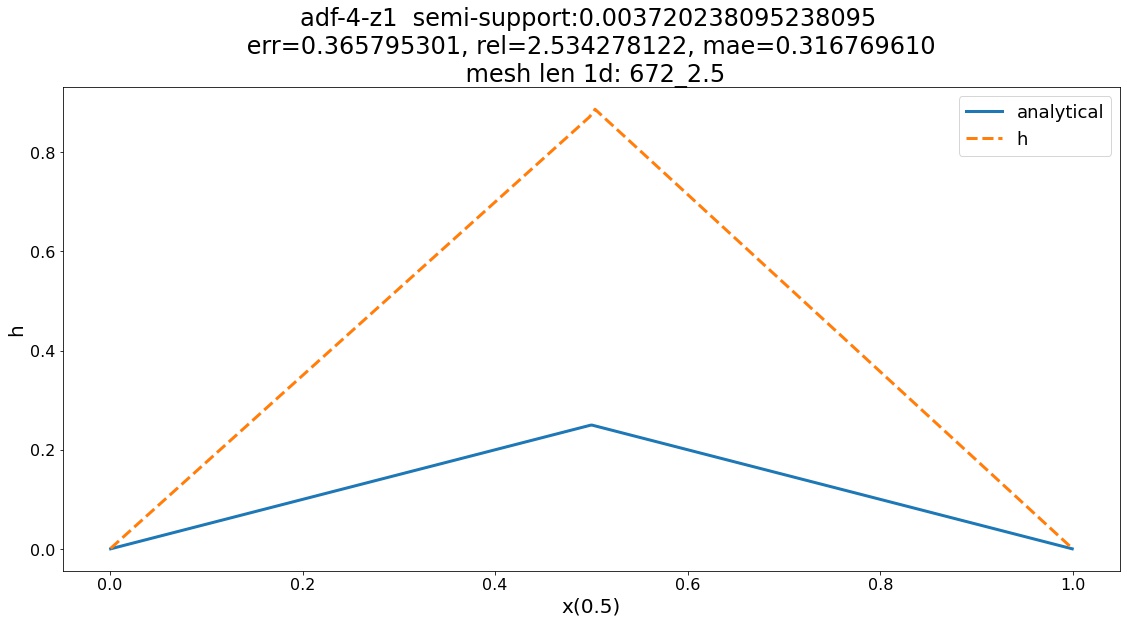 adf-4-z1  semi-support:0.003720238095238095
err=0.365795301, rel=2.534278122, mae=0.316769610
mesh len 1d: 672_2.5
analytical
h
h
0.8
0.6
0.4
0.2
0.0
0.0 0.2 0.4 0.6 0.8 1.0
x(0.5)